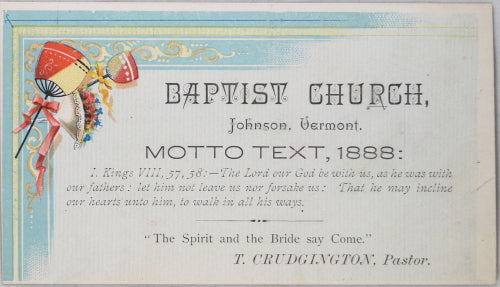 BAPTIST CHURCH,
Johnson, Vermont.
MOTTO TEXT, 1888:
I. Kings VIII, 57, 58:—The Lord our God be with us, as he was with
our fathers: let him not leave us nor forsake us: That he may incline
our hearts unto him, to walk in all his ways.
"The Spirit and the Bride say Come."
T. CRUDGINGTON, Pastor.